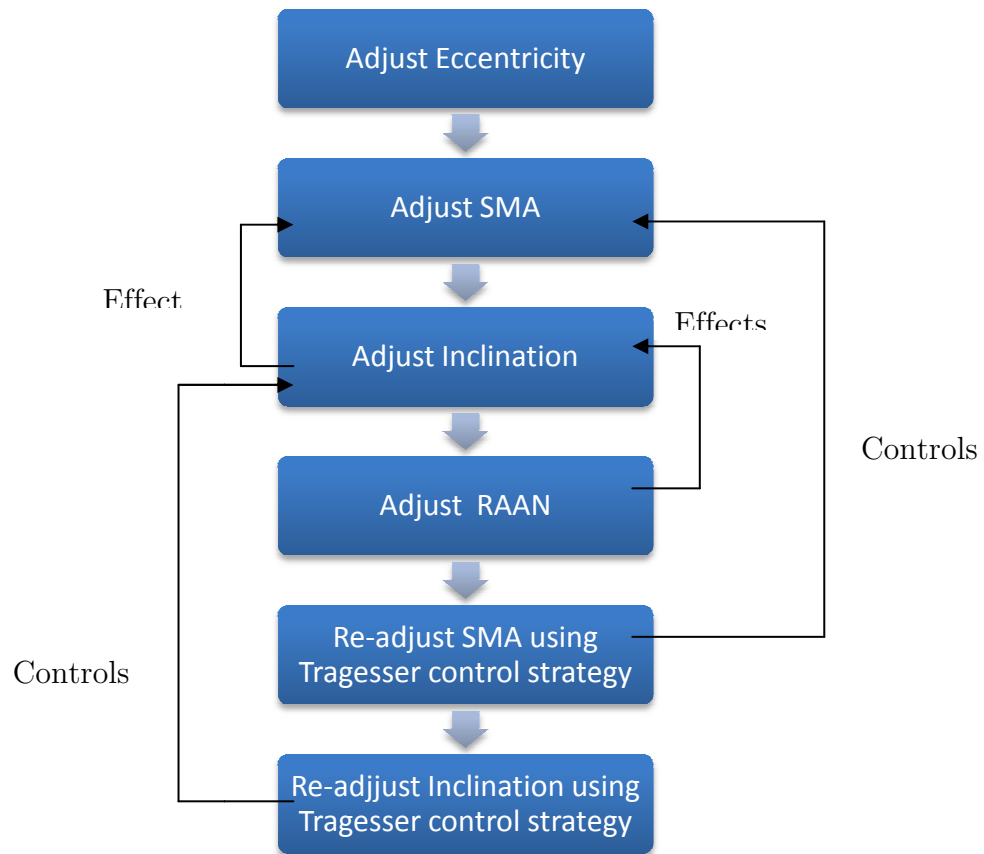 Adjust Eccentricity
Adjust SMA
Effect
Effects
Adjust Inclination
Controls
Adjust RAAN
Re-adjust SMA using
Tragesser control strategy
Controls
Re-adjjust Inclination using
Tragesser control strategy